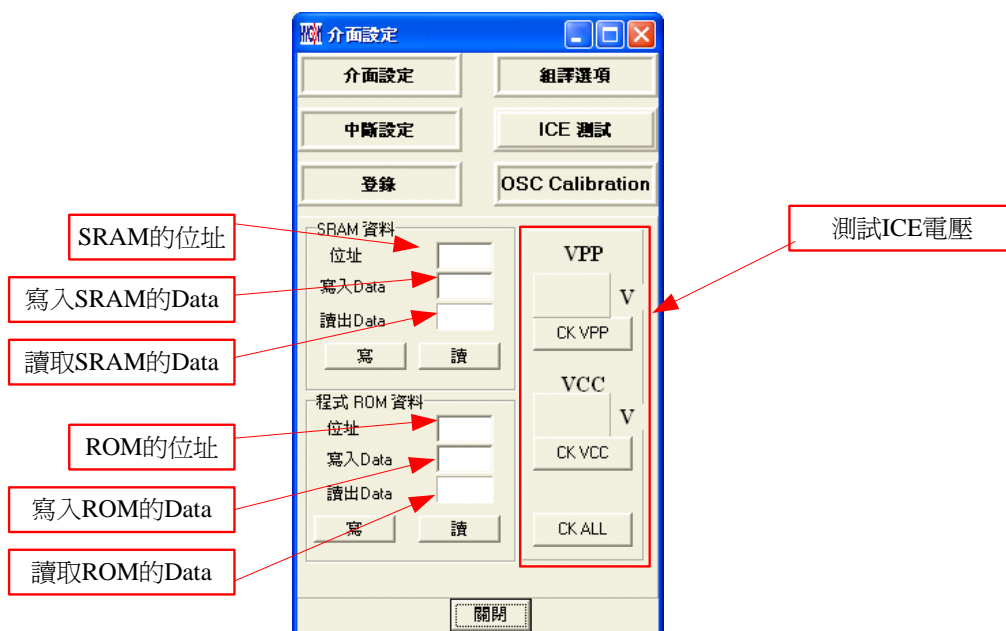 介面設定
介面設定
組譯選項
中斷設定
ICE 測試
登錄
OSC Calibration
SRAM 資料
位址
寫入Data
讀出Data
寫
讀
程式 ROM 資料
位址
寫入Data
讀出Data
寫
讀
VPP
V
CK VPP
VCC
V
CK VCC
CK ALL
關閉
SRAM的位址
寫入SRAM的Data
讀取SRAM的Data
ROM的位址
寫入ROM的Data
讀取ROM的Data
測試ICE電壓